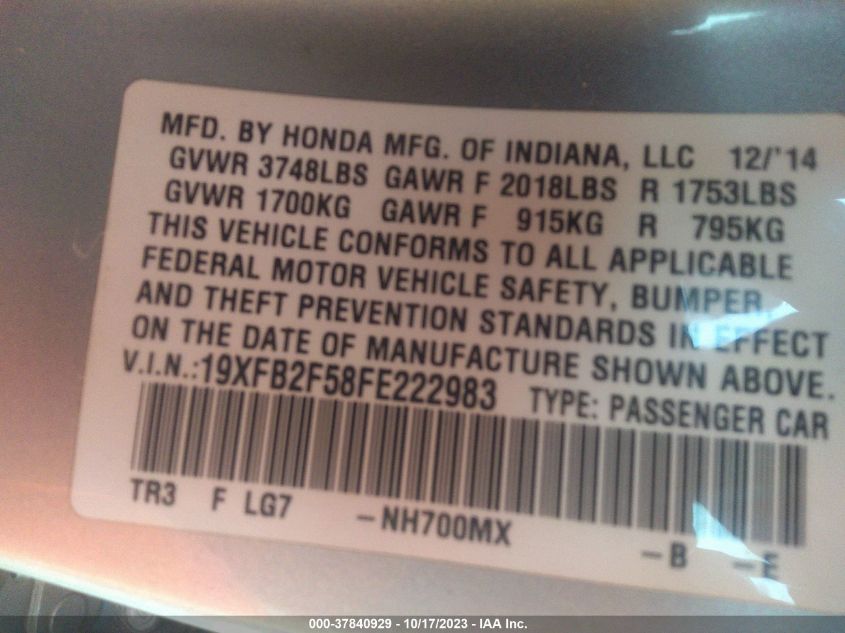 MFD. BY HONDA MFG. OF INDIANA, LLC 12/'14
GVWR 3748LBS GAWR F 2018LBS R 1753LBS
GVWR 1700KG GAWR F 915KG R 795KG
THIS VEHICLE CONFORMS TO ALL APPLICABLE
FEDERAL MOTOR VEHICLE SAFETY, BUMPER,
AND THEFT PREVENTION STANDARDS IN EFFECT
ON THE DATE OF MANUFACTURE SHOWN ABOVE.
V.I.N.:19XFB2F58FE222983 TYPE: PASSENGER CAR
TR3 F LG7 -NH700MX -B -E
000-37840929 - 10/17/2023 - IAA Inc.